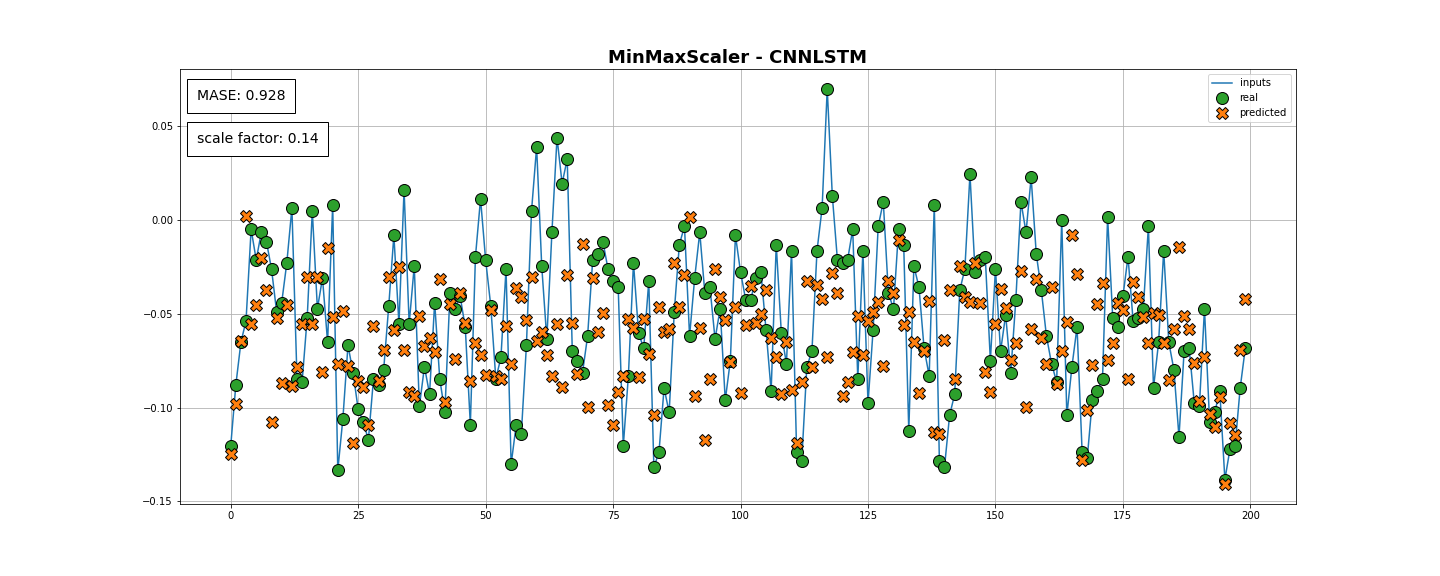 MinMaxScaler - CNNLSTM
MASE: 0.928
scale factor: 0.14
inputs
real
predicted
0.05
0.00
−0.05
−0.10
−0.15
0 25 50 75 100 125 150 175 200